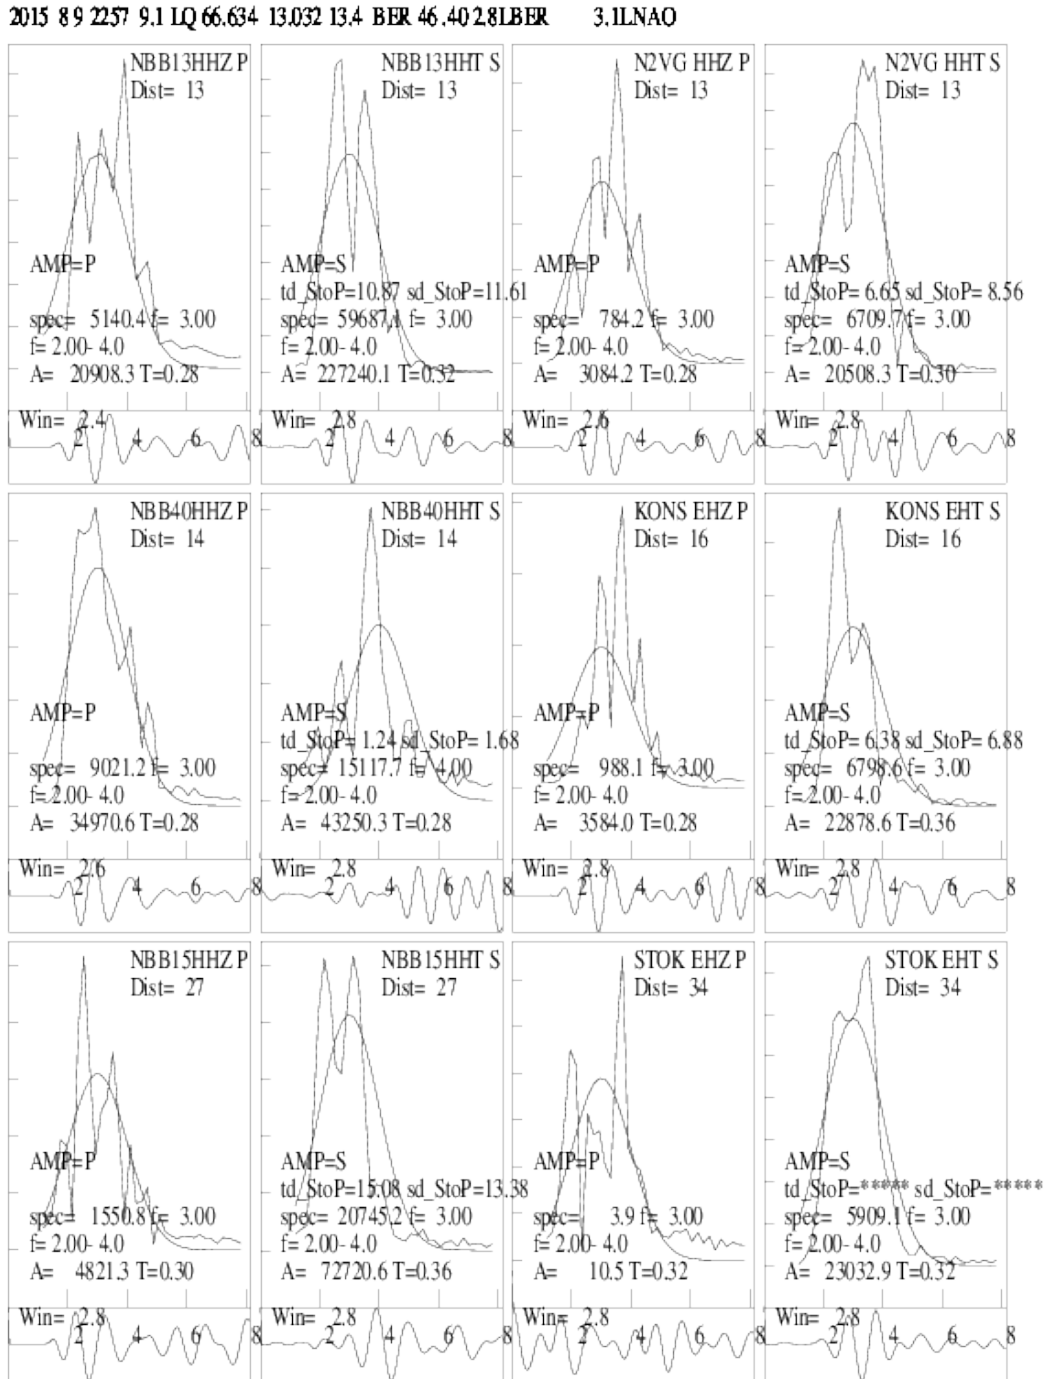 2015 8 9 2257 9.1 LQ 66.634 13.032 13.4 BER 46 .40 2.8LBER 3.1LNAO
NBB13HHZ P
Dist= 13
AMP=P
spec= 5140.4 f= 3.00
f= 2.00- 4.0
A= 20908.3 T=0.28
Win= 2.4
2 4 6 8
NBB13HHT S
Dist= 13
AMP=S
td_StoP=10.87 sd_StoP=11.61
spec= 59687.1 f= 3.00
f= 2.00- 4.0
A= 227240.1 T=0.32
Win= 2.8
2 4 6 8
N2VG HHZ P
Dist= 13
AMP=P
spec= 784.2 f= 3.00
f= 2.00- 4.0
A= 3084.2 T=0.28
Win= 2.6
2 4 6 8
N2VG HHT S
Dist= 13
AMP=S
td_StoP= 6.65 sd_StoP= 8.56
spec= 6709.7 f= 3.00
f= 2.00- 4.0
A= 20508.3 T=0.30
Win= 2.8
2 4 6 8
NBB40HHZ P
Dist= 14
AMP=P
spec= 9021.2 f= 3.00
f= 2.00- 4.0
A= 34970.6 T=0.28
Win= 2.6
2 4 6 8
NBB40HHT S
Dist= 14
AMP=S
td_StoP= 1.24 sd_StoP= 1.68
spec= 15117.7 f= 4.00
f= 2.00- 4.0
A= 43250.3 T=0.28
Win= 2.8
2 4 6 8
KONS EHZ P
Dist= 16
AMP=P
spec= 988.1 f= 3.00
f= 2.00- 4.0
A= 3584.0 T=0.28
Win= 2.8
2 4 6 8
KONS EHT S
Dist= 16
AMP=S
td_StoP= 6.38 sd_StoP= 6.88
spec= 6798.6 f= 3.00
f= 2.00- 4.0
A= 22878.6 T=0.36
Win= 2.8
2 4 6 8
NBB15HHZ P
Dist= 27
AMP=P
spec= 1550.8 f= 3.00
f= 2.00- 4.0
A= 4821.3 T=0.30
Win= 2.8
2 4 6 8
NBB15HHT S
Dist= 27
AMP=S
td_StoP=15.08 sd_StoP=13.38
spec= 20745.2 f= 3.00
f= 2.00- 4.0
A= 72720.6 T=0.36
Win= 2.8
2 4 6 8
STOK EHZ P
Dist= 34
AMP=P
spec= 3.9 f= 3.00
f= 2.00- 4.0
A= 10.5 T=0.32
Win= 2.8
2 4 6 8
STOK EHT S
Dist= 34
AMP=S
td_StoP=***** sd_StoP=*****
spec= 5909.1 f= 3.00
f= 2.00- 4.0
A= 23032.9 T=0.32
Win= 2.8
2 4 6 8